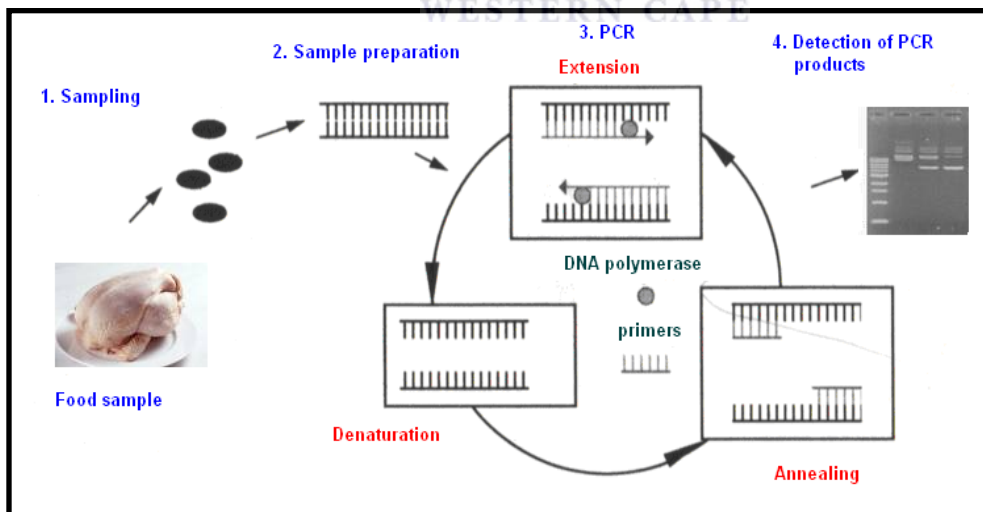 WESTERN CAPE
1. Sampling
2. Sample preparation
3. PCR
Extension
4. Detection of PCR
products
DNA polymerase
primers
Food sample
Denaturation
Annealing